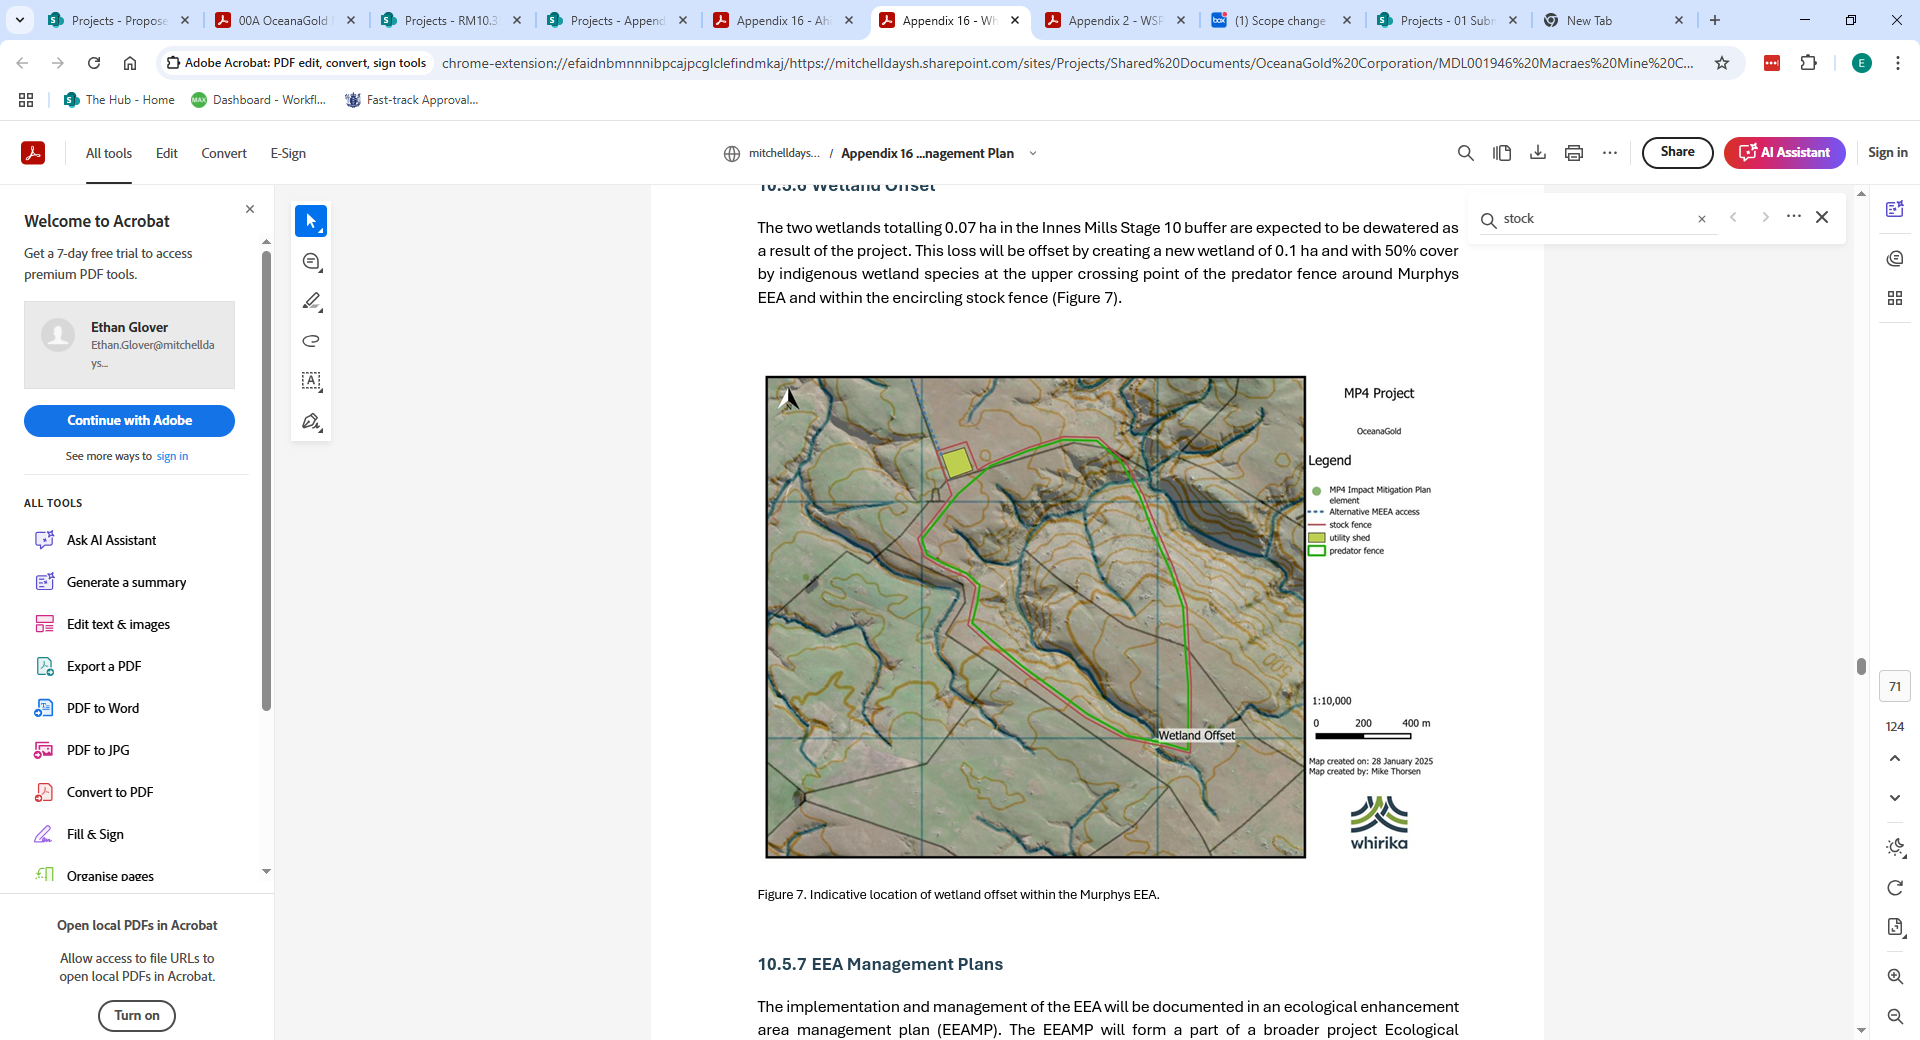 Projects - Propose
00A OceanaGold
Projects - RM10.3
Projects - Append
Appendix 16 - Ah
Appendix 16 - Wh
Appendix 2 - WSP
(1) Scope change
Projects - 01 Subn
New Tab
Adobe Acrobat: PDF edit, convert, sign tools
chrome-extension://efaidnbmnnnibpcajpcglclefindmkaj/https://mitchelldaysh.sharepoint.com/sites/Projects/Shared%20Documents/OceanaGold%20Corporation/MDL001946%20Macraes%20Mine%20C...
E
The Hub - Home
Dashboard - Workfl...
Fast-track Approval...
All tools
Edit
Convert
E-Sign
mitchelldays... / Appendix 16 ...nagement Plan
Share
AI Assistant
Sign in
Welcome to Acrobat
Get a 7-day free trial to access
premium PDF tools.
Ethan Glover
Ethan.Glover@mitchellda
ys...
Continue with Adobe
See more ways to sign in
ALL TOOLS
Ask AI Assistant
Generate a summary
Edit text & images
Export a PDF
PDF to Word
PDF to JPG
Convert to PDF
Fill & Sign
Organise pages
Open local PDFs in Acrobat
Allow access to file URLs to
open local PDFs in Acrobat.
Turn on
stock
10.5.6 Wetland Offset
The two wetlands totalling 0.07 ha in the Innes Mills Stage 10 buffer are expected to be dewatered as
a result of the project. This loss will be offset by creating a new wetland of 0.1 ha and with 50% cover
by indigenous wetland species at the upper crossing point of the predator fence around Murphys
EEA and within the encircling stock fence (Figure 7).
N
Wetland Offset
MP4 Project
OceanaGold
Legend
MP4 Impact Mitigation Plan
element
Alternative MEEA access
stock fence
utility shed
predator fence
1:10,000
0 200 400 m
Map created on: 28 January 2025
Map created by: Mike Thorsen
whirika
Figure 7. Indicative location of wetland offset within the Murphys EEA.
10.5.7 EEA Management Plans
The implementation and management of the EEA will be documented in an ecological enhancement
area management plan (EEAMP). The EEAMP will form a part of a broader project Ecological
71
124